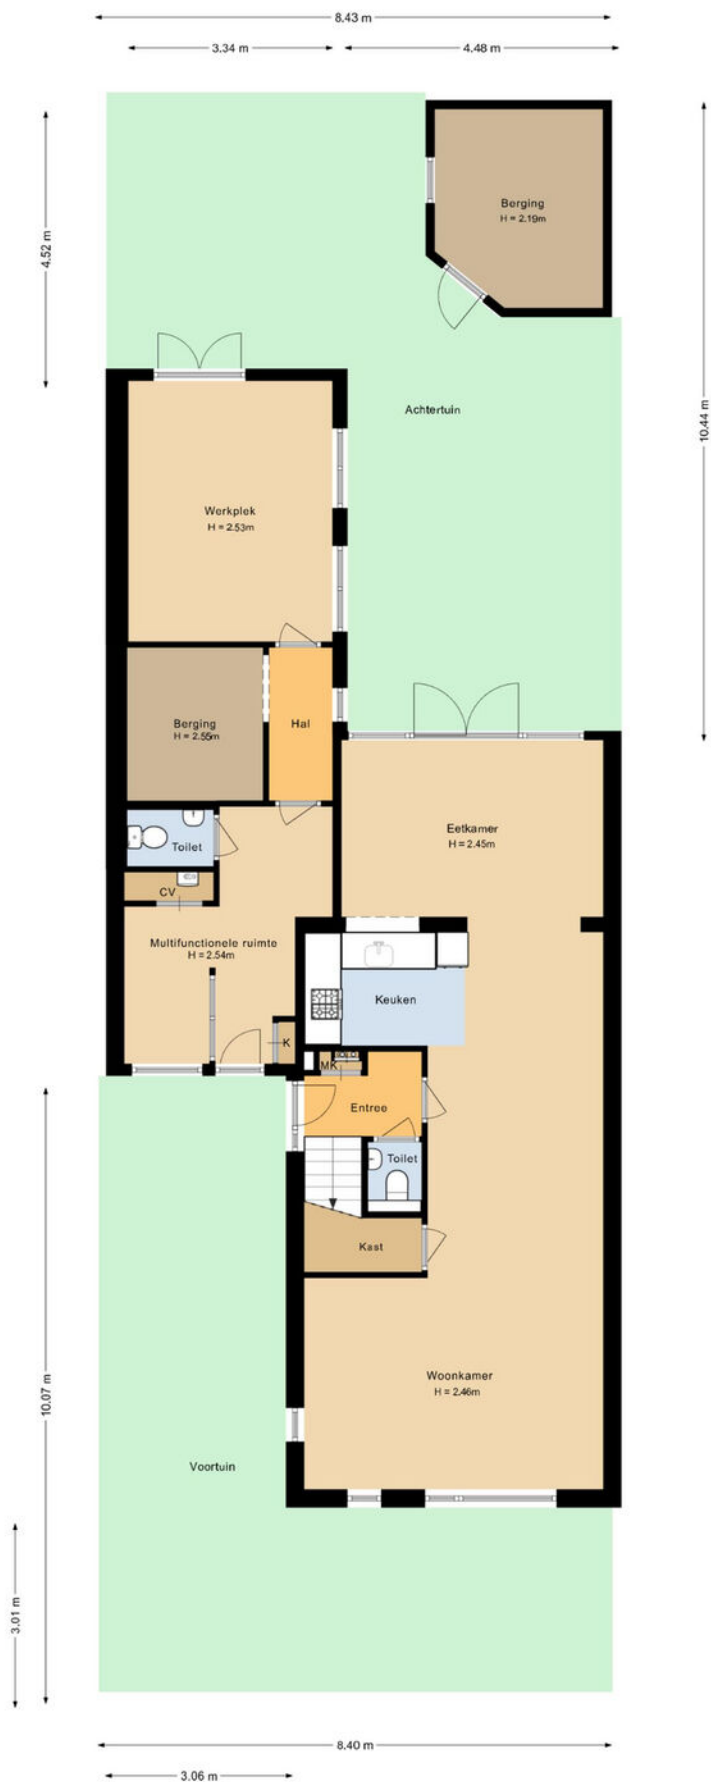 8.43 m
3.34 m
4.48 m
4.52 m
10.44 m
Berging
H = 2.19m
Achtertuin
Werkplek
H = 2.53m
Berging
H = 2.55m
Hal
Eetkamer
H = 2.45m
Toilet
CV
Multifunctionele ruimte
H = 2.54m
Keuken
K
MK
Entree
Toilet
Kast
Woonkamer
H = 2.46m
Voortuin
10.07 m
3.01 m
8.40 m
3.06 m